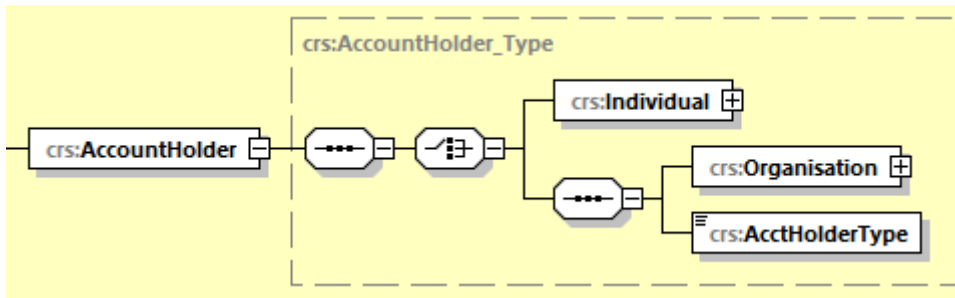 crs:AccountHolder_Type
crs:Individual
crs:AccountHolder
crs:Organisation
crs:AcctHolderType